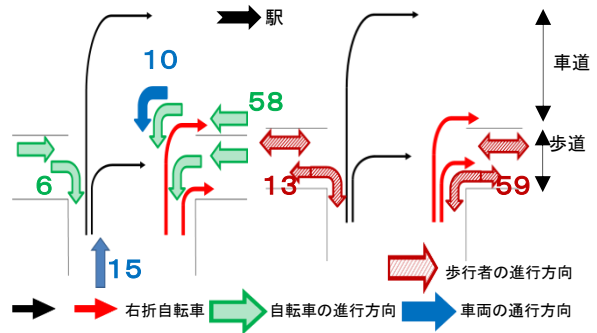 駅
10
車道
58
歩道
6
13
59
15
歩行者の進行方向
右折自転車
自転車の進行方向
車両の通行方向